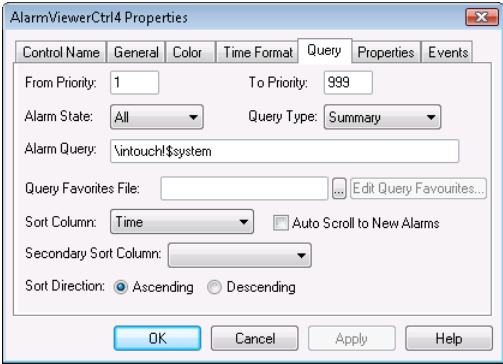 AlarmViewerCtrl4 Properties
Control Name General Color Time Format Query Properties Events
From Priority: 1 To Priority: 999
Alarm State: All Query Type: Summary
Alarm Query: \intouch!$system
Query Favorites File: ... Edit Query Favourites...
Sort Column: Time Auto Scroll to New Alarms
Secondary Sort Column:
Sort Direction: Ascending Descending
OK Cancel Apply Help